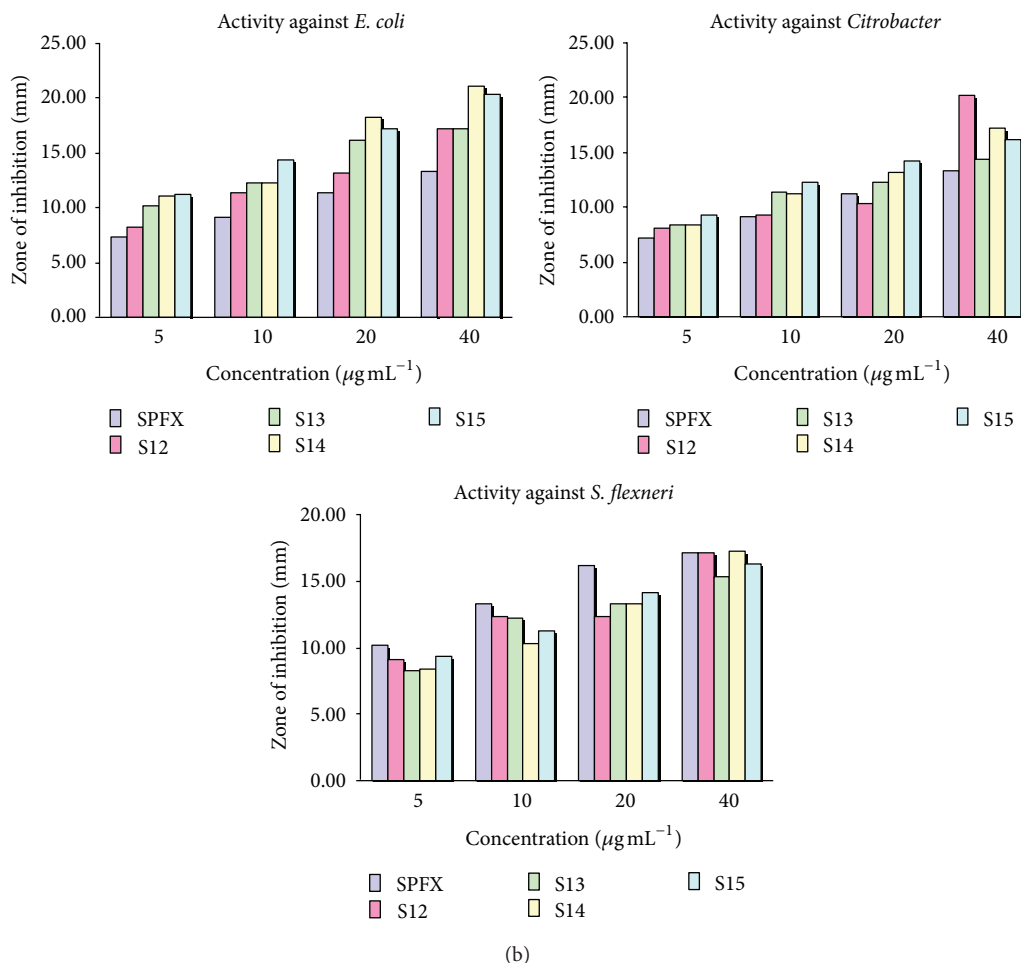 Activity against E. coli
25.00
20.00
15.00
10.00
5.00
0.00
Zone of inhibition (mm)
5 10 20 40
Concentration (μg mL⁻¹)
SPFX S13 S15
S12 S14
Activity against Citrobacter
25.00
20.00
15.00
10.00
5.00
0.00
Zone of inhibition (mm)
5 10 20 40
Concentration (μg mL⁻¹)
SPFX S13 S15
S12 S14
Activity against S. flexneri
20.00
15.00
10.00
5.00
0.00
Zone of inhibition (mm)
5 10 20 40
Concentration (μg mL⁻¹)
SPFX S13 S15
S12 S14
(b)